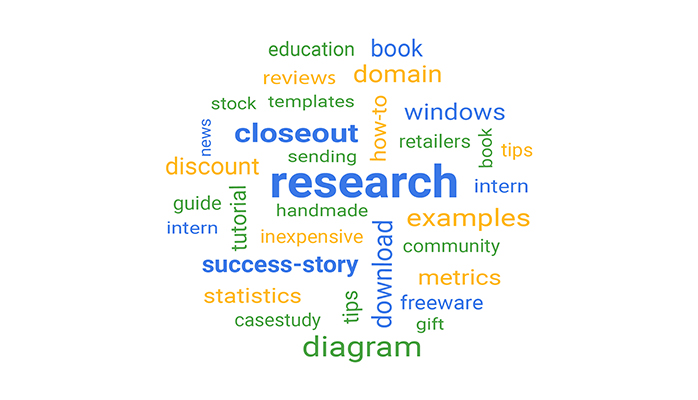 education
book
reviews
domain
stock
templates
how-to
windows
news
closeout
retailers
book
tips
sending
discount
research
intern
guide
tutorial
handmade
examples
intern
inexpensive
download
community
success-story
metrics
statistics
tips
freeware
casestudy
gift
diagram